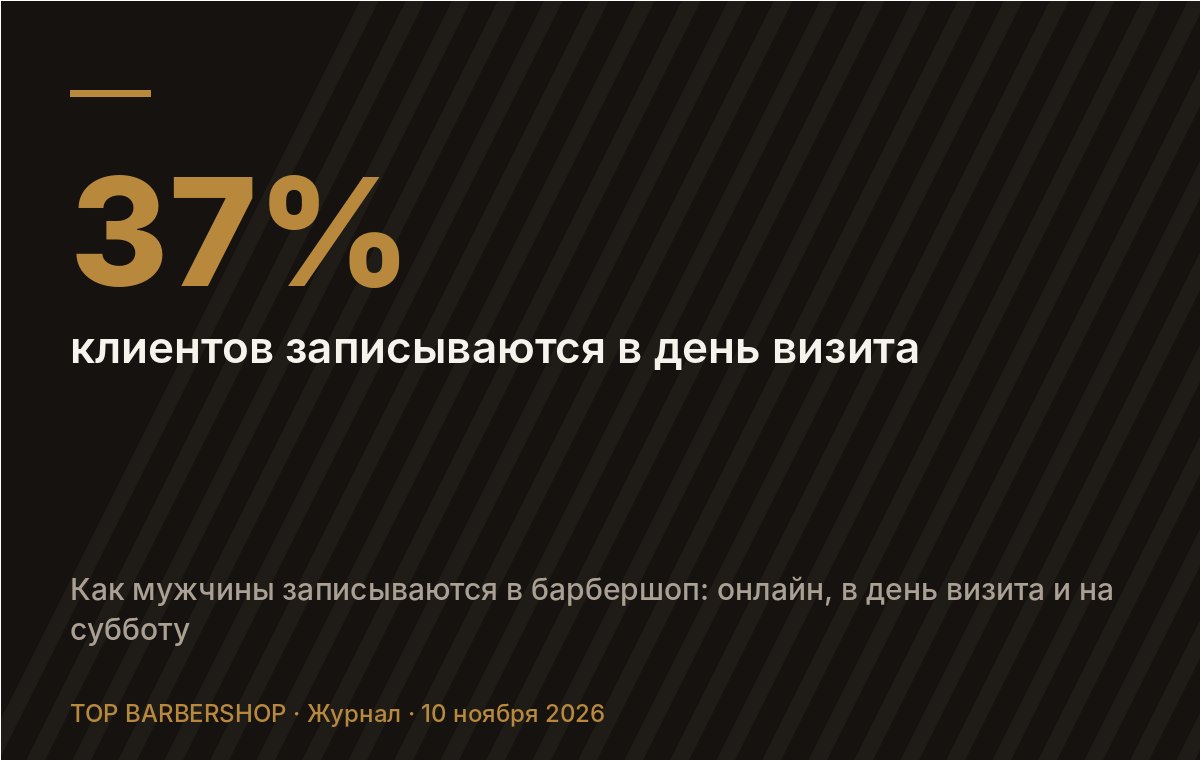 37%
клиентов записываются в день визита
Как мужчины записываются в барбершоп: онлайн, в день визита и на
субботу
TOP BARBERSHOP · Журнал · 10 ноября 2026